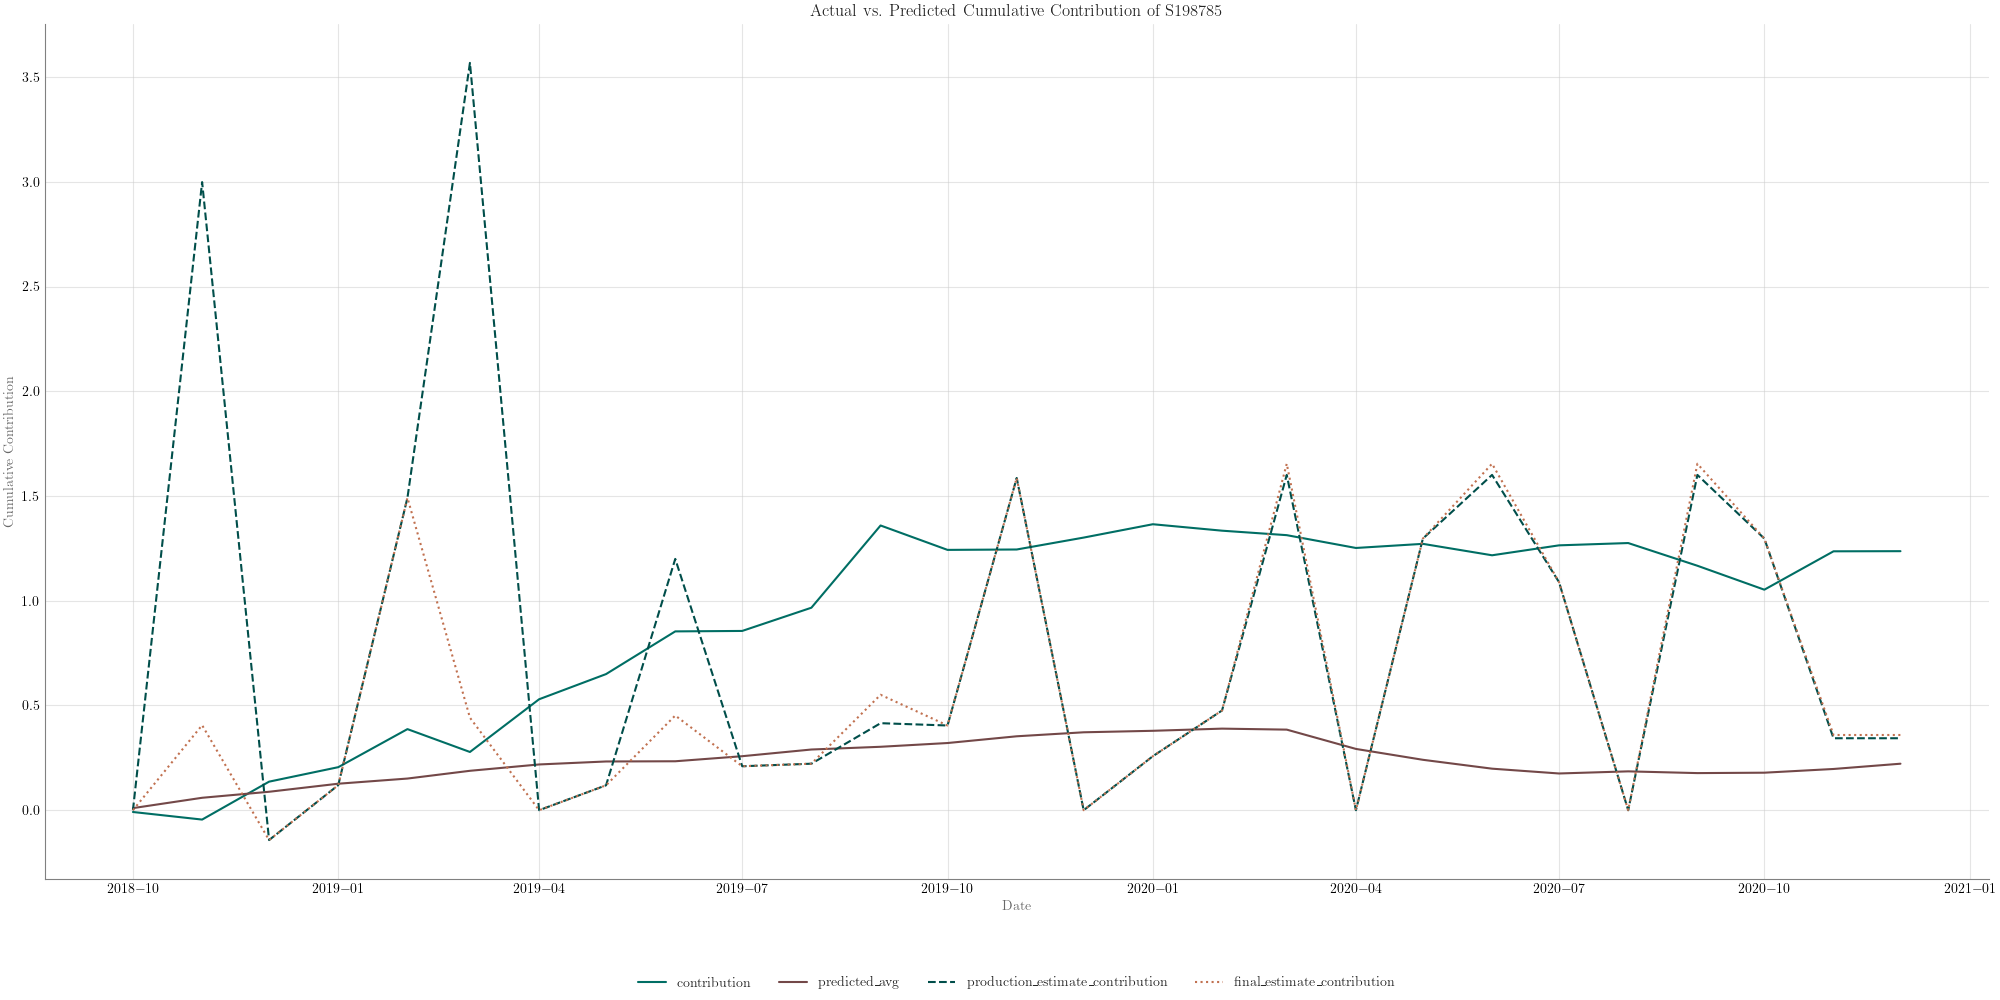 Actual vs. Predicted Cumulative Contribution of S198785
Cumulative Contribution
3.5
3.0
2.5
2.0
1.5
1.0
0.5
0.0
2018−10 2019−01 2019−04 2019−07 2019−10 2020−01 2020−04 2020−07 2020−10 2021−01
Date
contribution predicted_avg production_estimate_contribution final_estimate_contribution